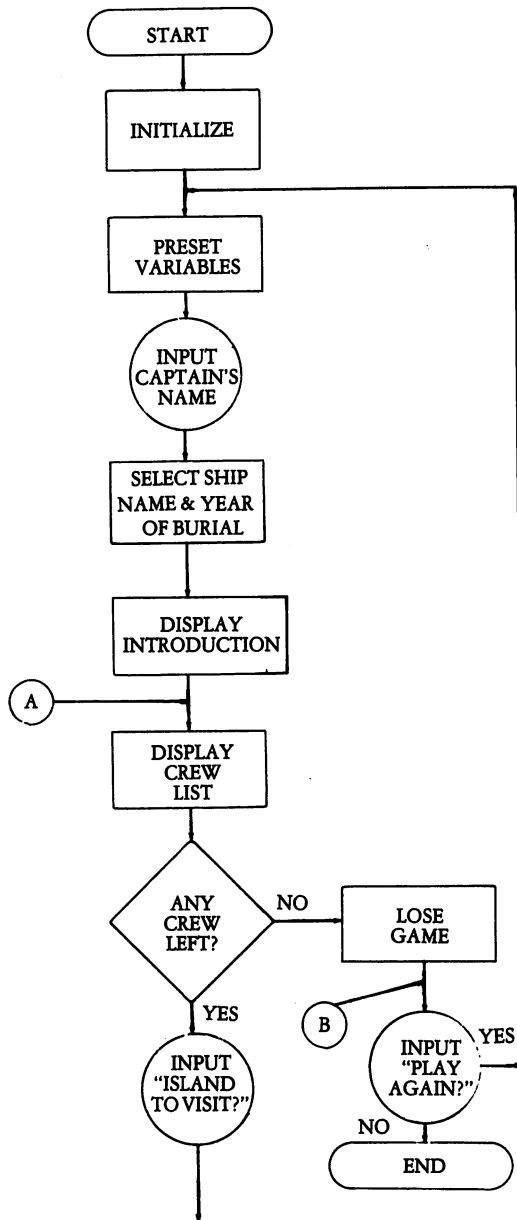 START
INITIALIZE
PRESET
VARIABLES
INPUT
CAPTAIN'S
NAME
SELECT SHIP
NAME & YEAR
OF BURIAL
DISPLAY
INTRODUCTION
A
DISPLAY
CREW
LIST
ANY
CREW
LEFT?
NO
LOSE
GAME
YES
B
INPUT
"ISLAND
TO VISIT?"
INPUT
"PLAY
AGAIN?"
YES
NO
END